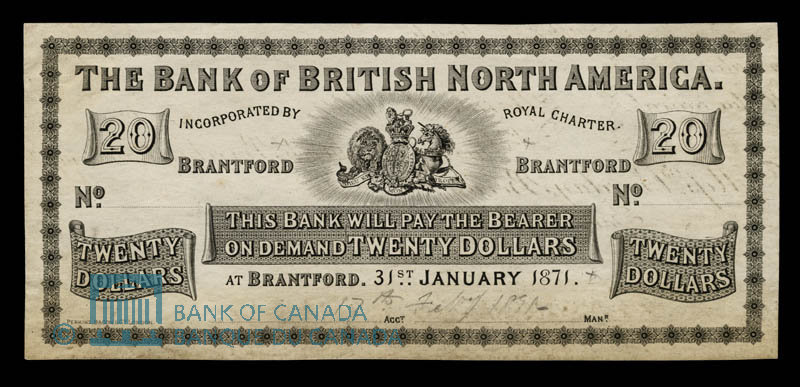 THE BANK OF BRITISH NORTH AMERICA.
20 INCORPORATED BY ROYAL CHARTER. 20
BRANTFORD BRANTFORD
No No
THIS BANK WILL PAY THE BEARER
ON DEMAND TWENTY DOLLARS
TWENTY DOLLARS
TWENTY DOLLARS
AT BRANTFORD. 31ST JANUARY 1871.
ACCT MANR
BANK OF CANADA